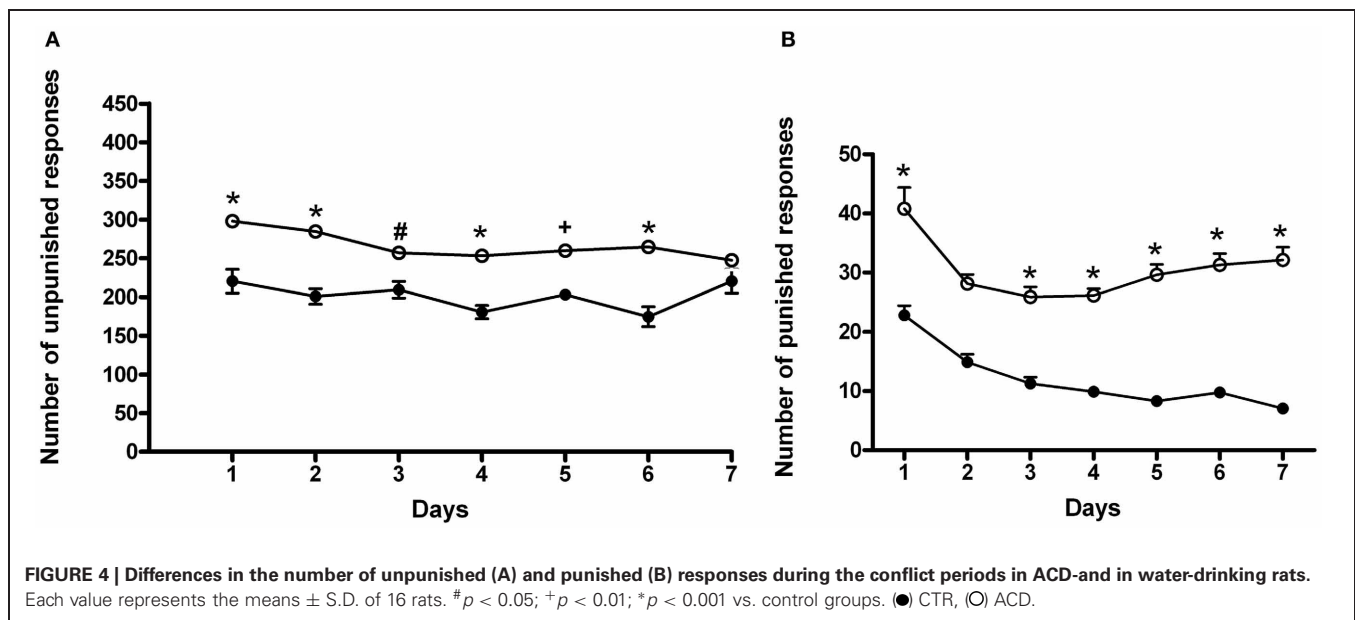 A
Number of unpunished responses
450
400
350
300
250
200
150
100
50
0
* * # * + *
1 2 3 4 5 6 7
Days
B
Number of punished responses
50
40
30
20
10
0
* * * * * *
1 2 3 4 5 6 7
Days
FIGURE 4 | Differences in the number of unpunished (A) and punished (B) responses during the conflict periods in ACD-and in water-drinking rats.
Each value represents the means ± S.D. of 16 rats. #p < 0.05; +p < 0.01; *p < 0.001 vs. control groups. (●) CTR, (○) ACD.